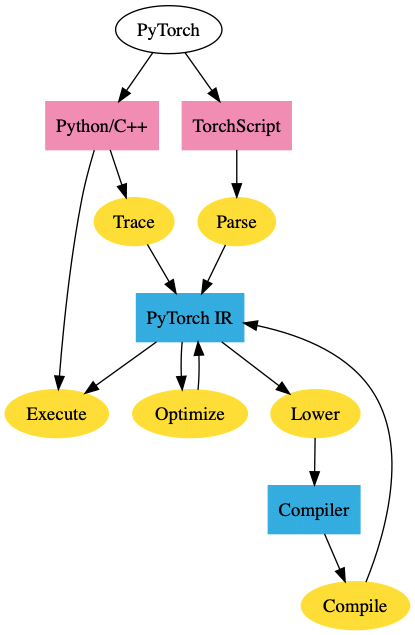 PyTorch
Python/C++
TorchScript
Trace
Parse
PyTorch IR
Execute
Optimize
Lower
Compiler
Compile